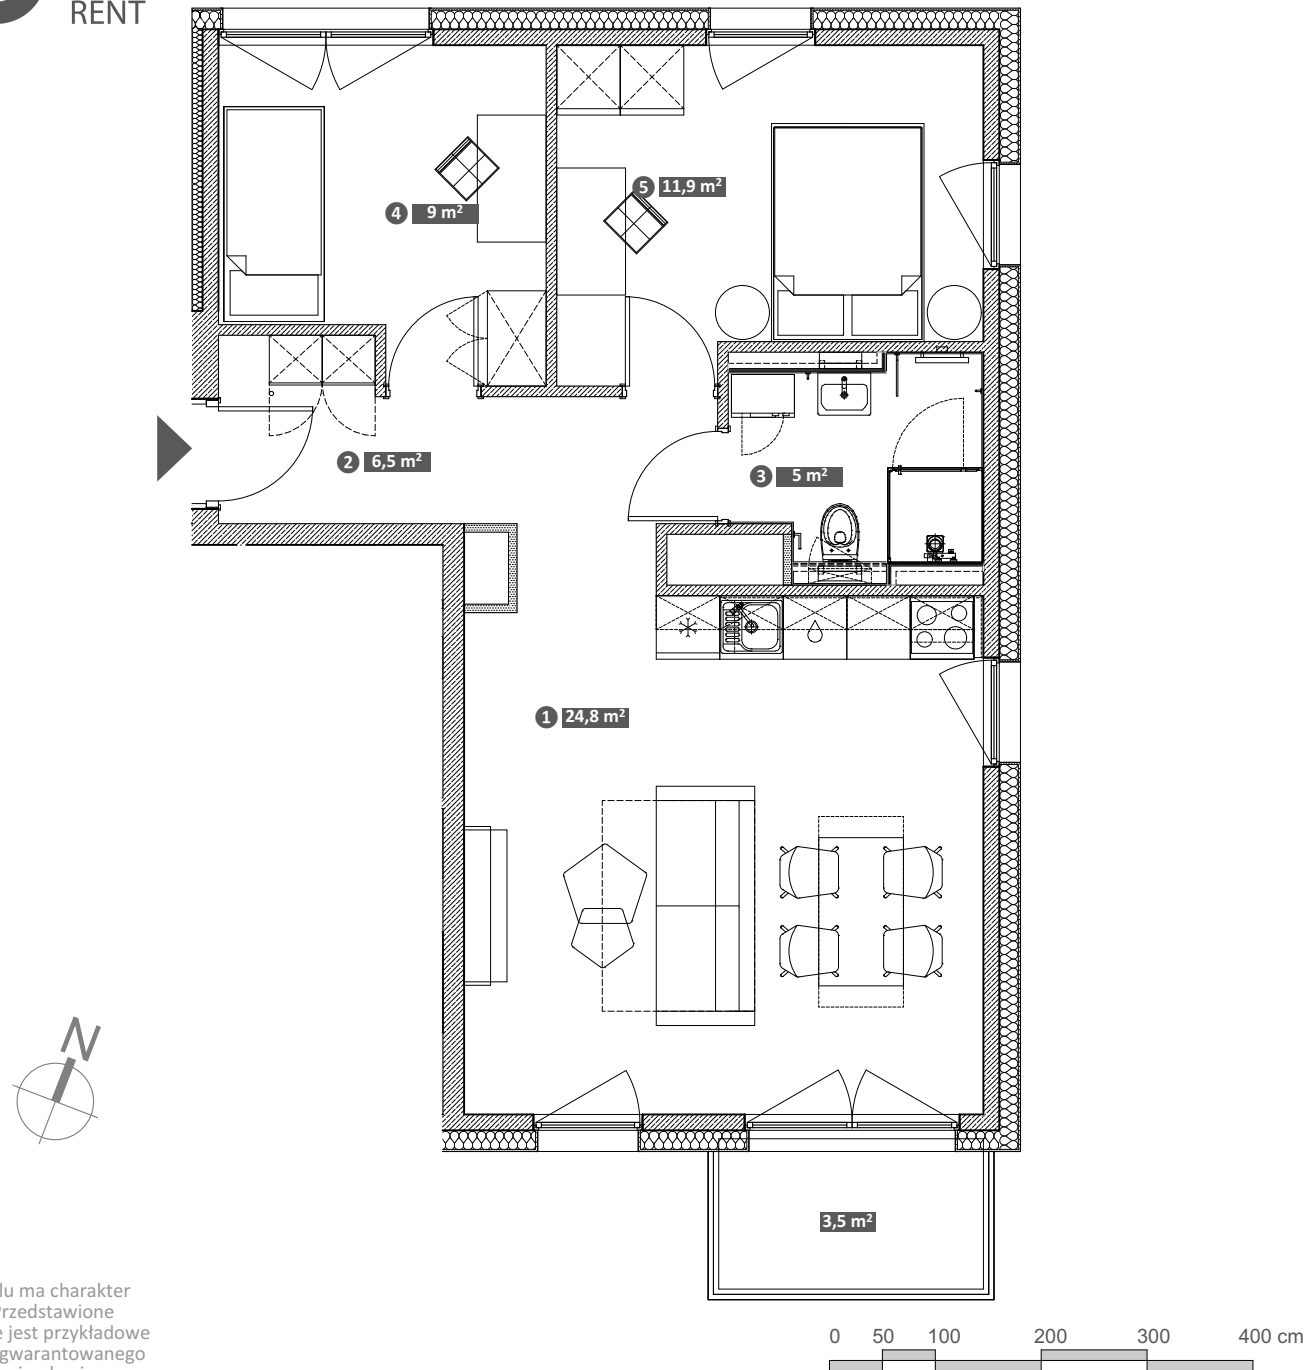 RENT
5 11,9 m²
4 9 m²
2 6,5 m²
3 5 m²
1 24,8 m²
N
3,5 m²
ma charakter
Przedstawione
jest przykładowe
gwarantowanego
0 50 100 200 300 400 cm